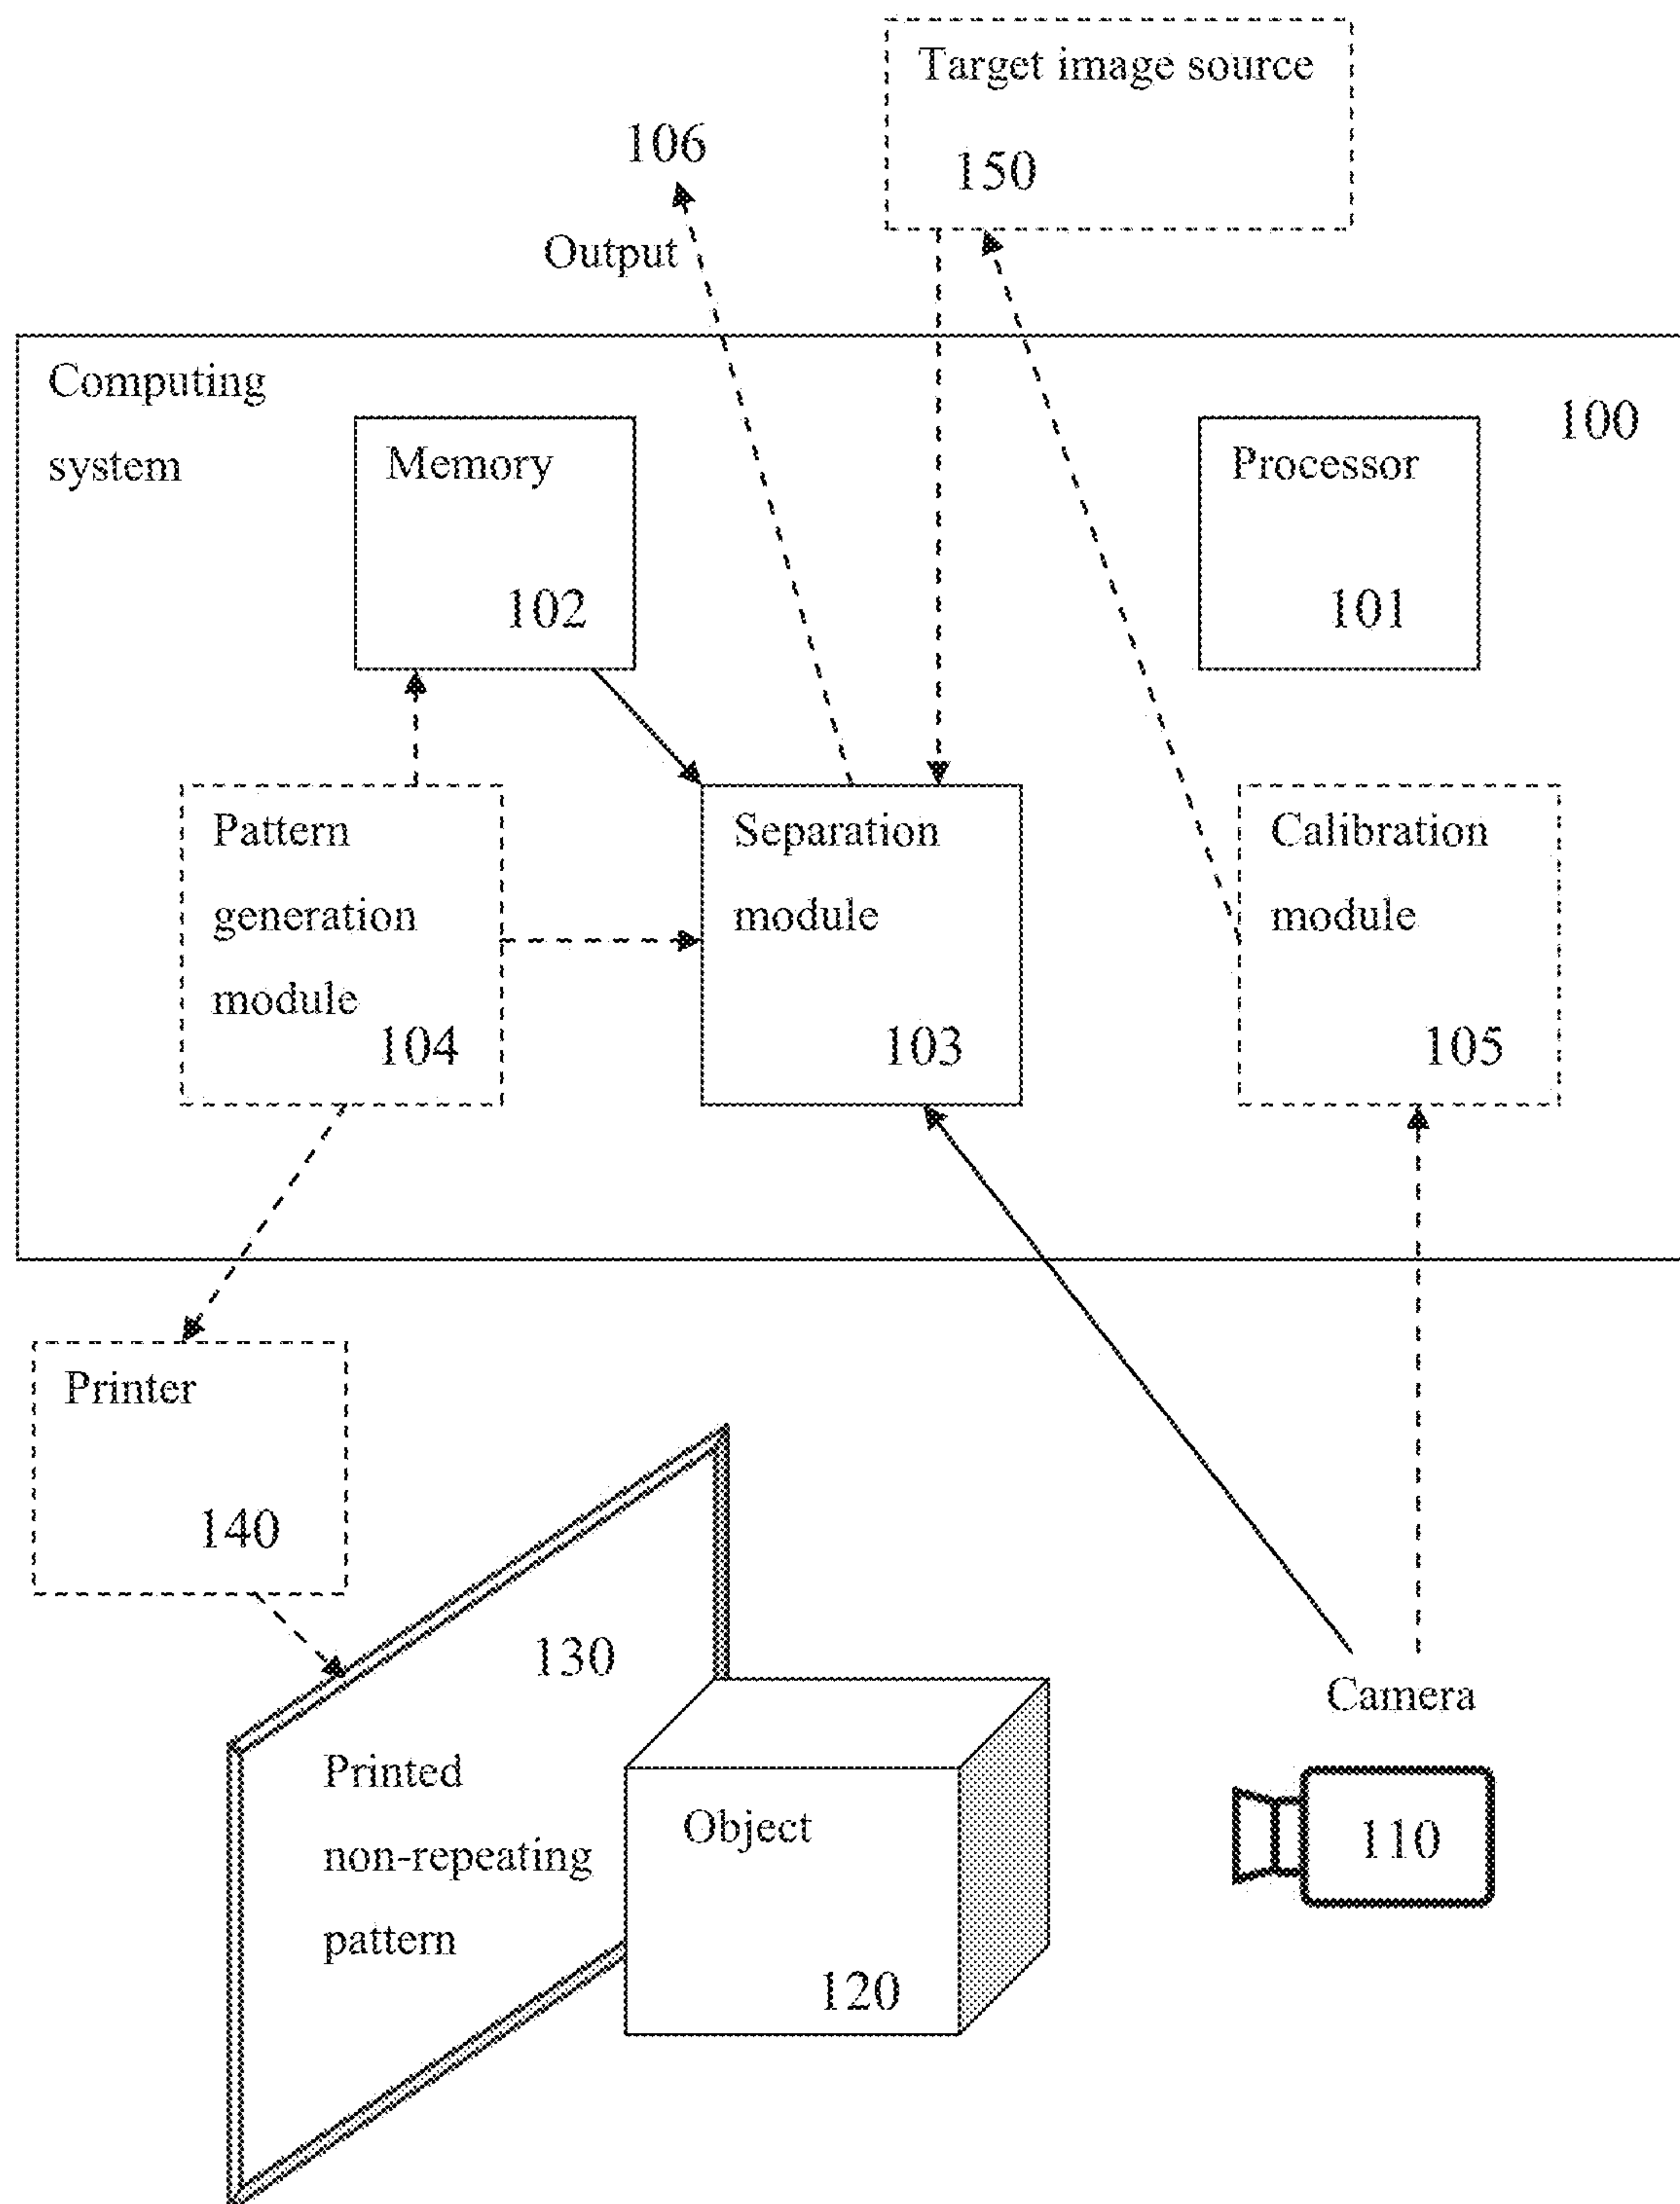 Target image source
150
106
Output
Computing
system
100
Memory
102
Processor
101
Pattern
generation
module
104
Separation
module
103
Calibration
module
105
Printer
140
130
Printed
non-repeating
pattern
Object
120
Camera
110